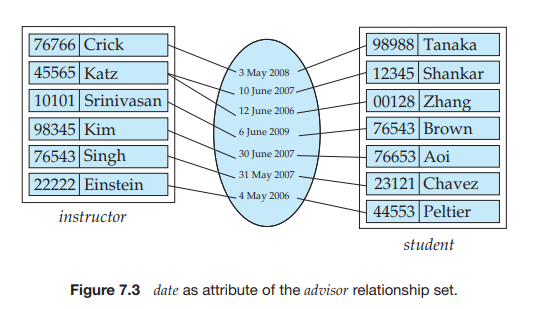 76766 Crick
45565 Katz
10101 Srinivasan
98345 Kim
76543 Singh
22222 Einstein
instructor
3 May 2008
10 June 2007
12 June 2006
6 June 2009
30 June 2007
31 May 2007
4 May 2006
98988 Tanaka
12345 Shankar
00128 Zhang
76543 Brown
76653 Aoi
23121 Chavez
44553 Peltier
student
Figure 7.3 date as attribute of the advisor relationship set.